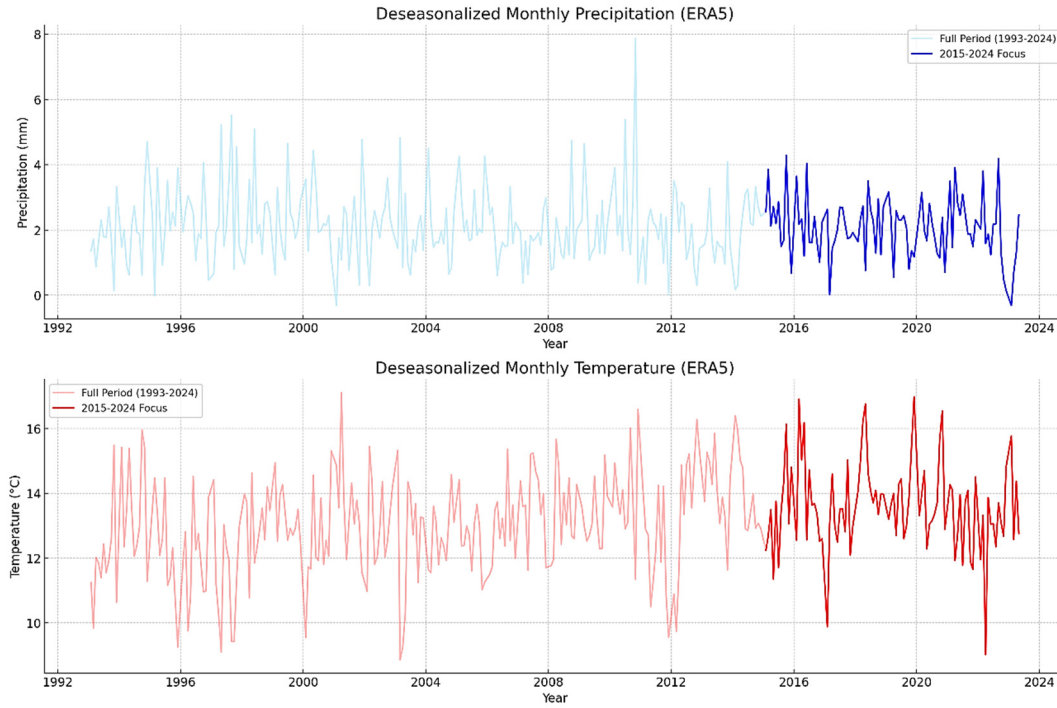 Deseasonalized Monthly Precipitation (ERA5)
8
6
4
2
0
Precipitation (mm)
Full Period (1993-2024)
2015-2024 Focus
1992
1996
2000
2004
2008
2012
2016
2020
2024
Year
Deseasonalized Monthly Temperature (ERA5)
Full Period (1993-2024)
2015-2024 Focus
16
14
12
10
Temperature (°C)
1992
1996
2000
2004
2008
2012
2016
2020
2024
Year